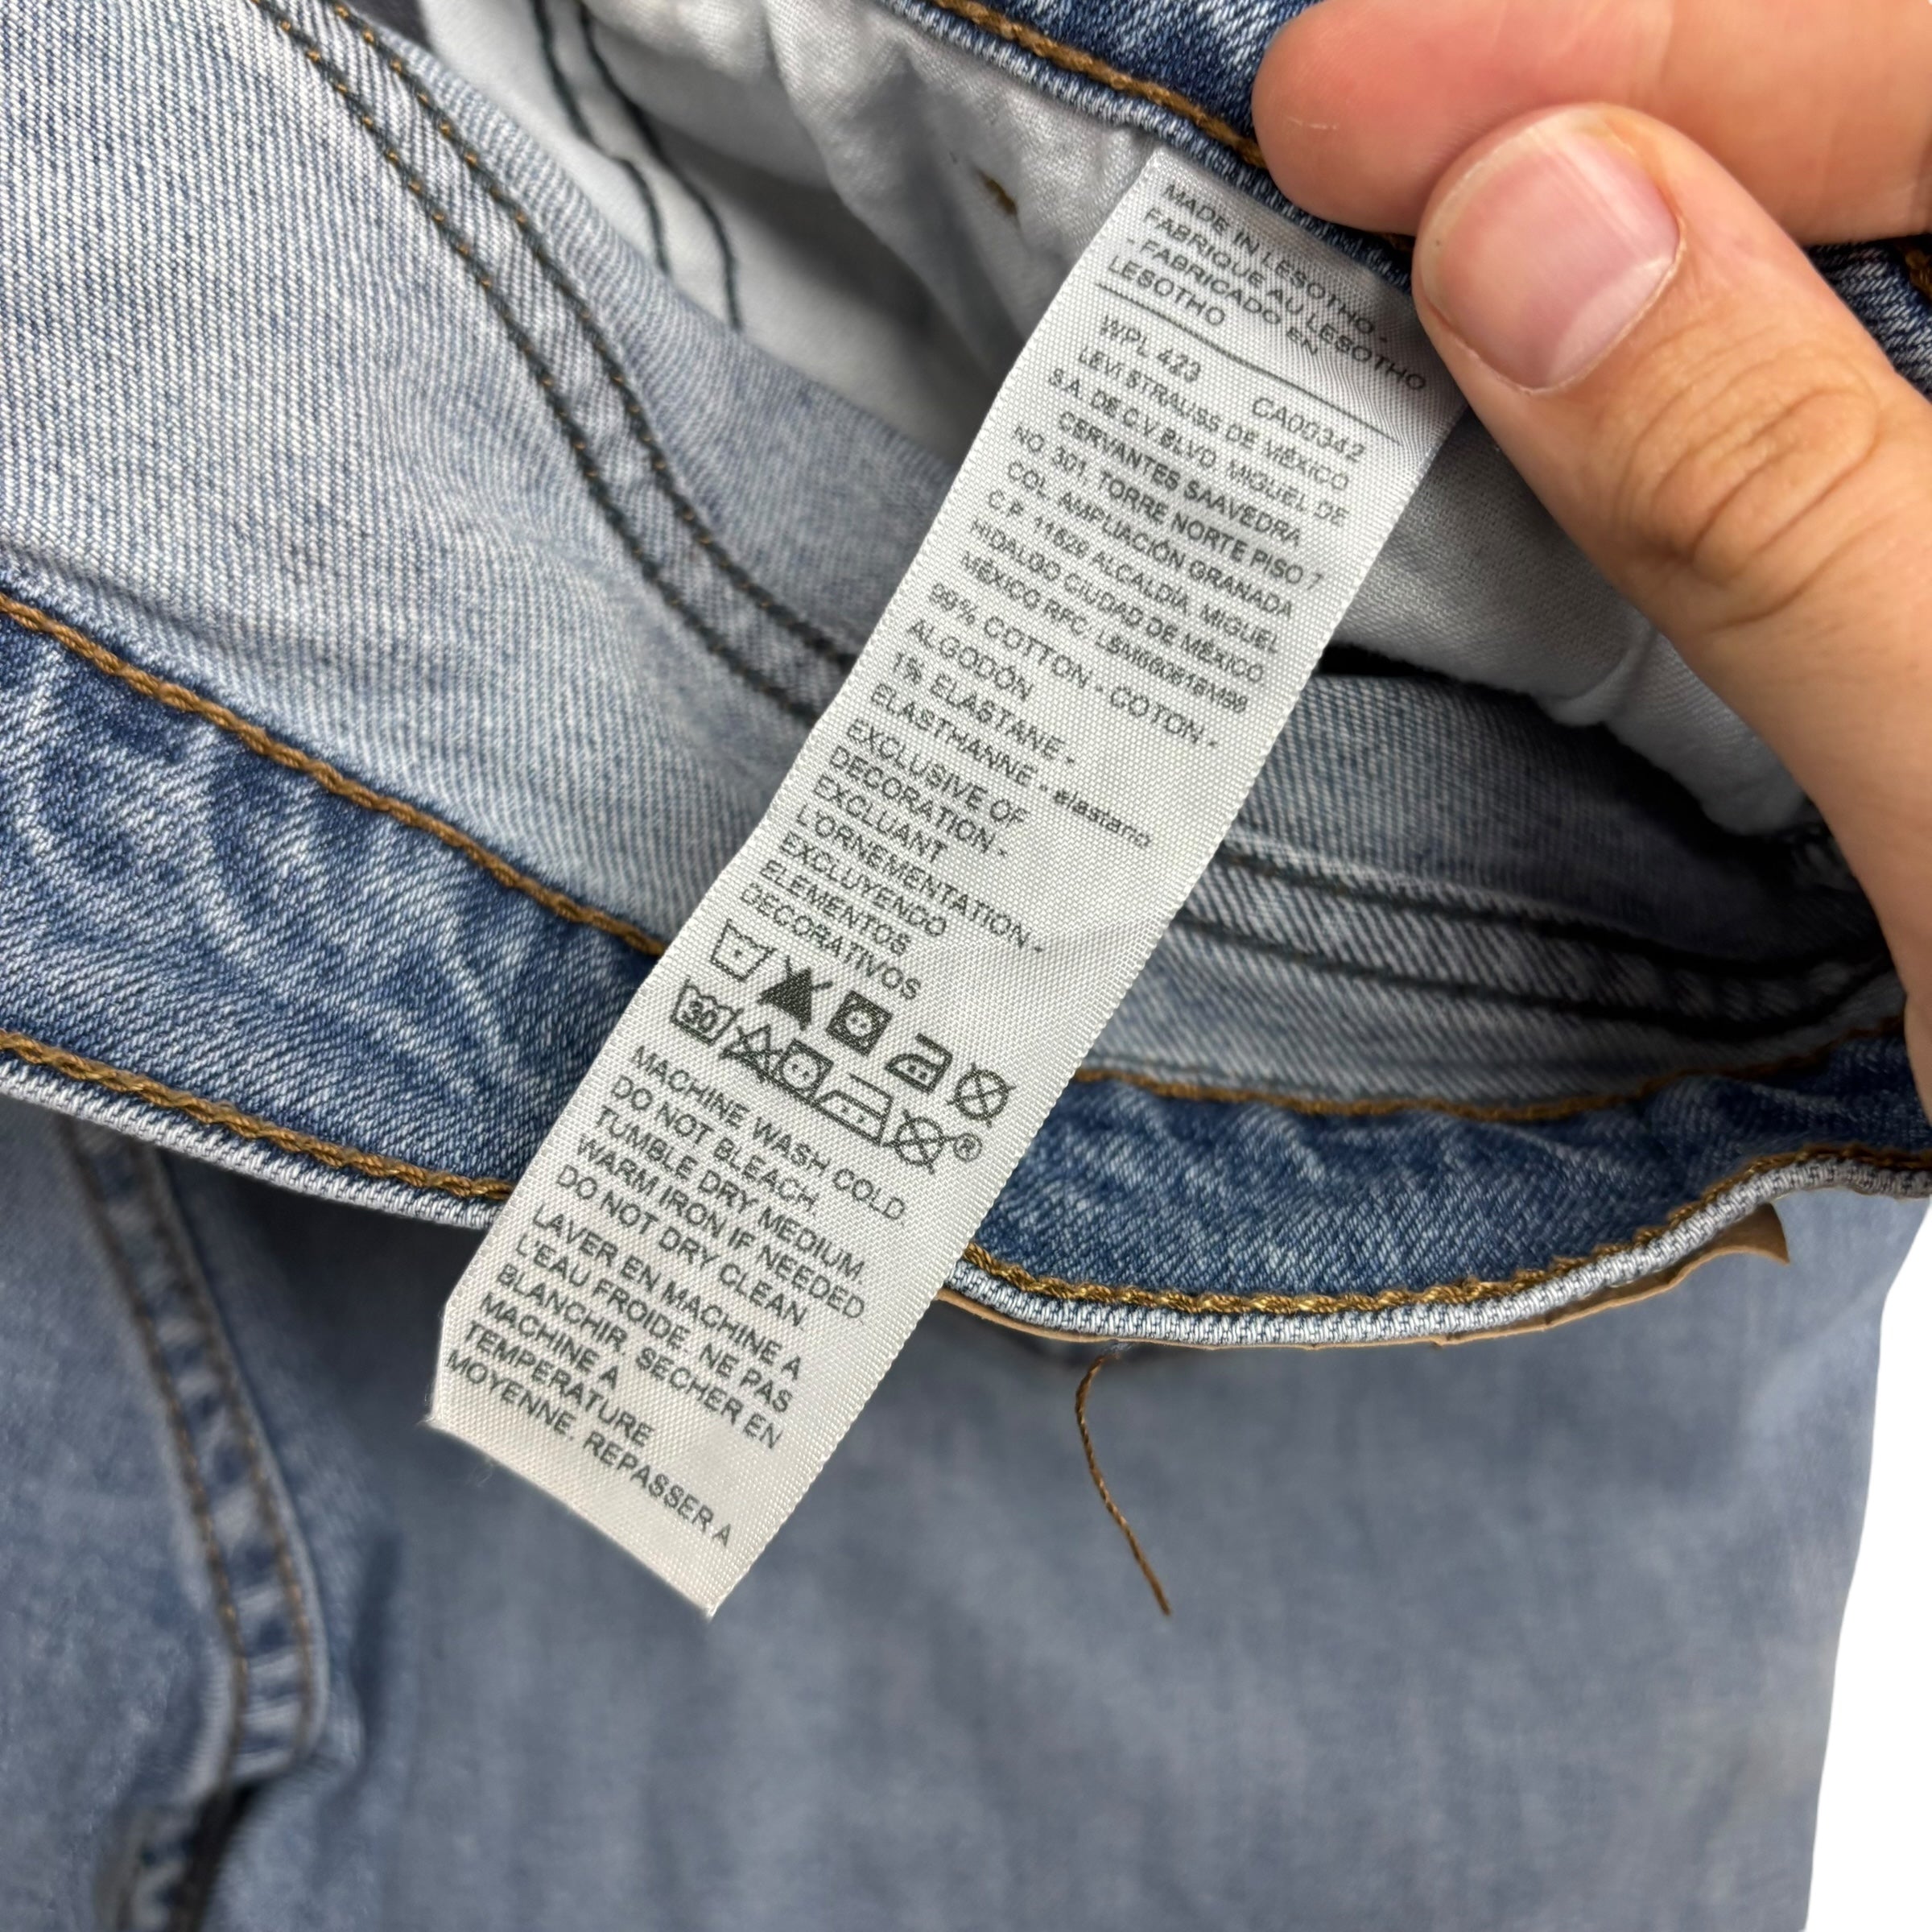 MADE IN LESOTHO -
FABRIQUE AU LESOTHO
- FABRICADO EN
LESOTHO
WPL 423 CA00342
LEVI STRAUSS DE MÉXICO
S.A. DE C.V. BLVD. MIGUEL DE
CERVANTES SAAVEDRA
NO. 301, TORRE NORTE PISO 7
COL. AMPLIACIÓN GRANADA
C.P. 11529 ALCALDÍA. MIGUEL
HIDALGO CIUDAD DE MÉXICO
MÉXICO RFC.
99% COTTON - COTON -
ALGODÓN
1% ELASTANE -
ELASTHANNE - elastano
EXCLUSIVE OF
DECORATION -
EXCLUANT
L'ORNEMENTATION -
EXCLUYENDO
ELEMENTOS
DECORATIVOS
30
®
MACHINE WASH COLD.
DO NOT BLEACH.
TUMBLE DRY MEDIUM.
WARM IRON IF NEEDED
DO NOT DRY CLEAN
LAVER EN MACHINE A
L'EAU FROIDE. NE PAS
BLANCHIR. SECHER EN
MACHINE A
TEMPERATURE
MOYENNE. REPASSER A